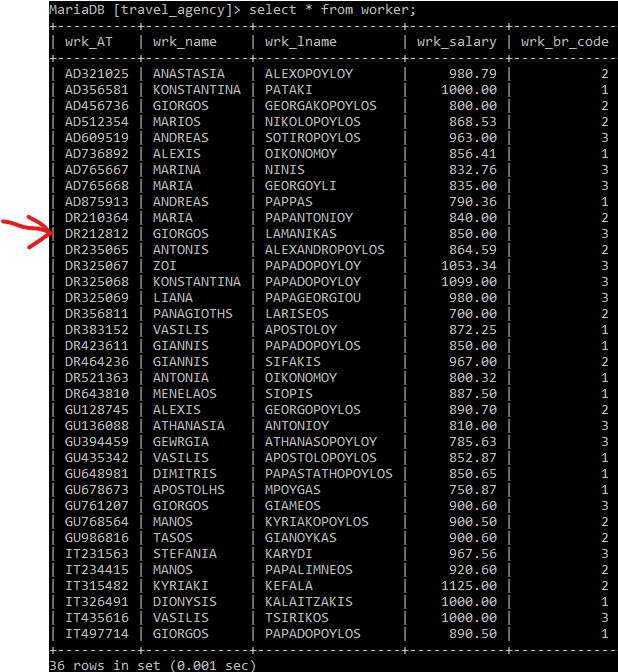 MariaDB [travel_agency]> select * from worker;
+----------+-------------+----------------+------------+-------------
| wrk_AT | wrk_name | wrk_lname | wrk_salary | wrk_br_code
+----------+-------------+----------------+------------+-------------
| AD321025 | ANASTASIA | ALEXOPOYLOY | 980.79 | 2
| AD356581 | KONSTANTINA | PATAKI | 1000.00 | 1
| AD456736 | GIORGOS | GEORGAKOPOYLOS | 800.00 | 2
| AD512354 | MARIOS | NIKOLOPOYLOS | 868.53 | 2
| AD609519 | ANDREAS | SOTIROPOYLOS | 963.00 | 3
| AD736892 | ALEXIS | OIKONOMOY | 856.41 | 1
| AD765667 | MARINA | NINIS | 832.76 | 3
| AD765668 | MARIA | GEORGOYLI | 835.00 | 3
| AD875913 | ANDREAS | PAPPAS | 790.36 | 1
| DR210364 | MARIA | PAPANTONIOY | 840.00 | 2
| DR212812 | GIORGOS | LAMANIKAS | 850.00 | 3
| DR235065 | ANTONIS | ALEXANDROPOYLOS | 864.59 | 2
| DR325067 | ZOI | PAPADOPOYLOY | 1053.34 | 3
| DR325068 | KONSTANTINA | PAPADOPOYLOY | 1099.00 | 3
| DR325069 | LIANA | PAPAGEORGIOU | 980.00 | 3
| DR356811 | PANAGIOTHS | LARISEOS | 700.00 | 2
| DR383152 | VASILIS | APOSTOLOY | 872.25 | 1
| DR423611 | GIANNIS | PAPADOPOYLOS | 850.00 | 1
| DR464236 | GIANNIS | SIFAKIS | 967.00 | 2
| DR521363 | ANTONIA | OIKONOMOY | 800.32 | 1
| DR643810 | MENELAOS | SIOPIS | 887.50 | 1
| GU128745 | ALEXIS | GEORGOPOYLOS | 890.70 | 2
| GU136088 | ATHANASIA | ANTONIOY | 810.00 | 3
| GU394459 | GEWRGIA | ATHANASOPOYLOY | 785.63 | 3
| GU435342 | VASILIS | APOSTOLOPOYLOS | 852.87 | 1
| GU648981 | DIMITRIS | PAPASTATHOPOYLOS | 850.65 | 1
| GU678673 | APOSTOLHS | MPOYGAS | 750.87 | 1
| GU761207 | GIORGOS | GIAMEOS | 900.60 | 3
| GU768564 | MANOS | KYRIAKOPOYLOS | 900.50 | 2
| GU986816 | TASOS | GIANOYKAS | 900.60 | 2
| IT231563 | STEFANIA | KARYDI | 967.56 | 3
| IT234415 | MANOS | PAPALIMNEOS | 920.60 | 2
| IT315482 | KYRIAKI | KEFALA | 1125.00 | 2
| IT326491 | DIONYSIS | KALAITZAKIS | 1000.00 | 1
| IT435616 | VASILIS | TSIRIKOS | 1000.00 | 3
| IT497714 | GIORGOS | PAPADOPOYLOS | 890.50 | 1
+----------+-------------+----------------+------------+-------------
36 rows in set (0.001 sec)